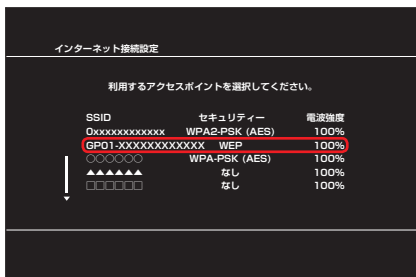 インターネット接続設定
利用するアクセスポイントを選択してください。
SSID セキュリティー 電波強度
0xxxxxxxxxxxx WPA2-PSK (AES) 100%
GP01-XXXXXXXXXXXX WEP 100%
○○○○○○ WPA-PSK (AES) 100%
▲▲▲▲▲▲ なし 100%
□□□□□□ なし 100%